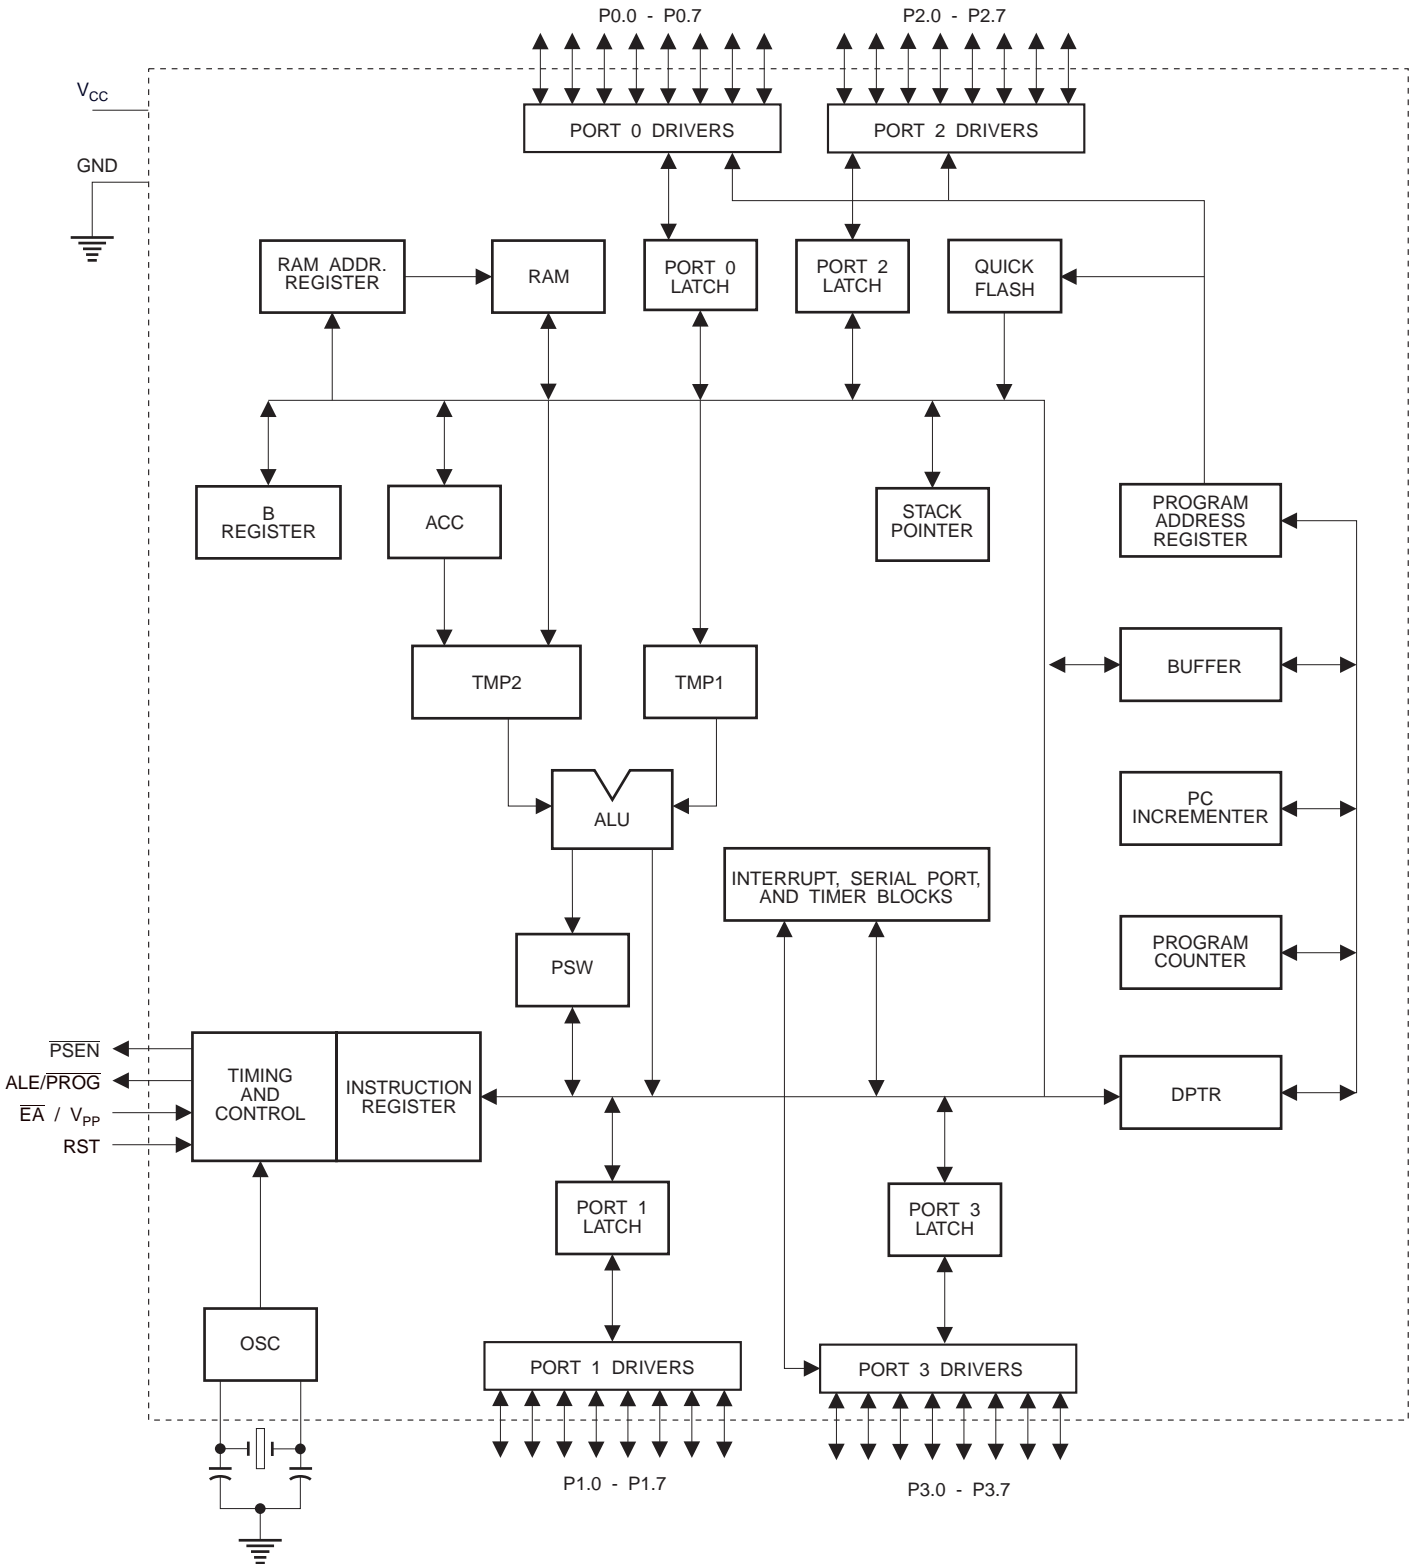 P0.0 - P0.7
P2.0 - P2.7
VCC
GND
PORT 0 DRIVERS
PORT 2 DRIVERS
RAM ADDR.
REGISTER
RAM
PORT 0
LATCH
PORT 2
LATCH
QUICK
FLASH
B
REGISTER
ACC
STACK
POINTER
PROGRAM
ADDRESS
REGISTER
TMP2
TMP1
BUFFER
ALU
PC
INCREMENTER
INTERRUPT, SERIAL PORT,
AND TIMER BLOCKS
PSW
PROGRAM
COUNTER
PSEN
ALE/PROG
EA / VPP
RST
TIMING
AND
CONTROL
INSTRUCTION
REGISTER
DPTR
PORT 1
LATCH
PORT 3
LATCH
OSC
PORT 1 DRIVERS
PORT 3 DRIVERS
P1.0 - P1.7
P3.0 - P3.7